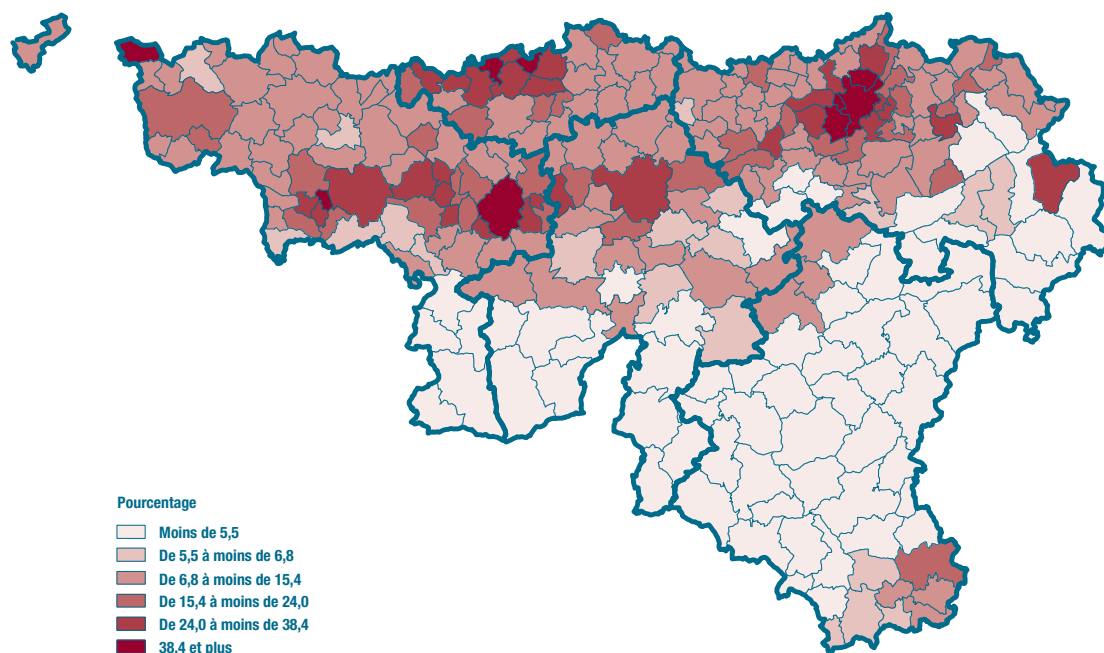 Pourcentage
Moins de 5,5
De 5,5 à moins de 6,8
De 6,8 à moins de 15,4
De 15,4 à moins de 24,0
De 24,0 à moins de 38,4
38,4 et plus